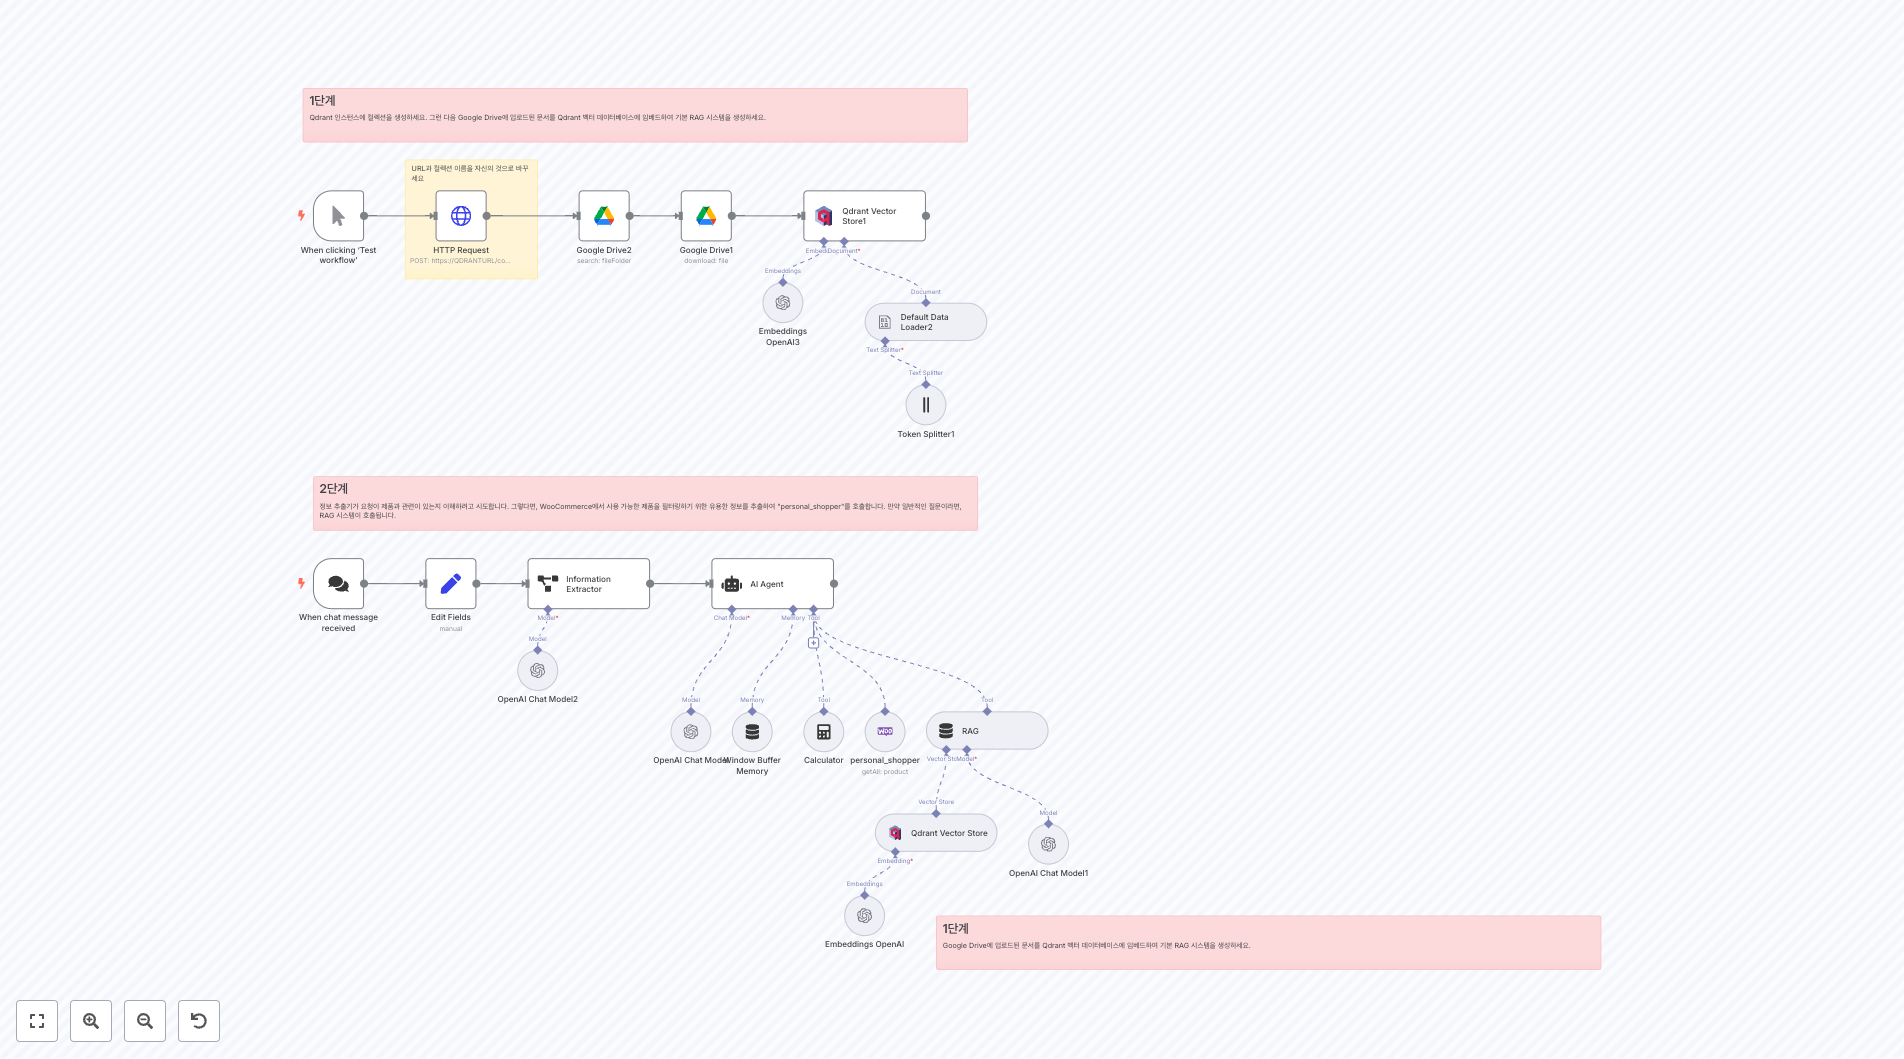 1단계
Qdrant 인스턴스에 컬렉션을 생성하세요. 그런 다음 Google Drive에 업로드된 문서를 Qdrant 벡터 데이터베이스에 임베드하여 기본 RAG 시스템을 생성하세요.
URL과 컬렉션 이름을 자신의 것으로 바꾸
세요
When clicking ‘Test
workflow’
HTTP Request
POST: https://QDRANTURL/co...
Google Drive2
search: fileFolder
Google Drive1
download: file
Qdrant Vector
Store1
Embed
Document*
Embeddings
Embeddings
OpenAI3
Document
Default Data
Loader2
Text Splitter*
Text Splitter
Token Splitter1
2단계
정보 추출기가 요청이 제품과 관련이 있는지 이해하려고 시도합니다. 그렇다면, WooCommerce에서 사용 가능한 제품을 필터링하기 위한 유용한 정보를 추출하여 "personal_shopper"를 호출합니다. 만약 일반적인 질문이라면,
RAG 시스템이 호출됩니다.
When chat message
received
Edit Fields
manual
Information
Extractor
Model*
Model
OpenAI Chat Model2
AI Agent
Chat Model*
Memory
Tool
Model
OpenAI Chat Model
Memory
Window Buffer
Memory
Tool
Calculator
personal_shopper
getAll: product
Tool
RAG
Vector Sto
Model*
Vector Store
Qdrant Vector Store
Model
OpenAI Chat Model1
Embedding*
Embeddings
Embeddings OpenAI
1단계
Google Drive에 업로드된 문서를 Qdrant 벡터 데이터베이스에 임베드하여 기본 RAG 시스템을 생성하세요.